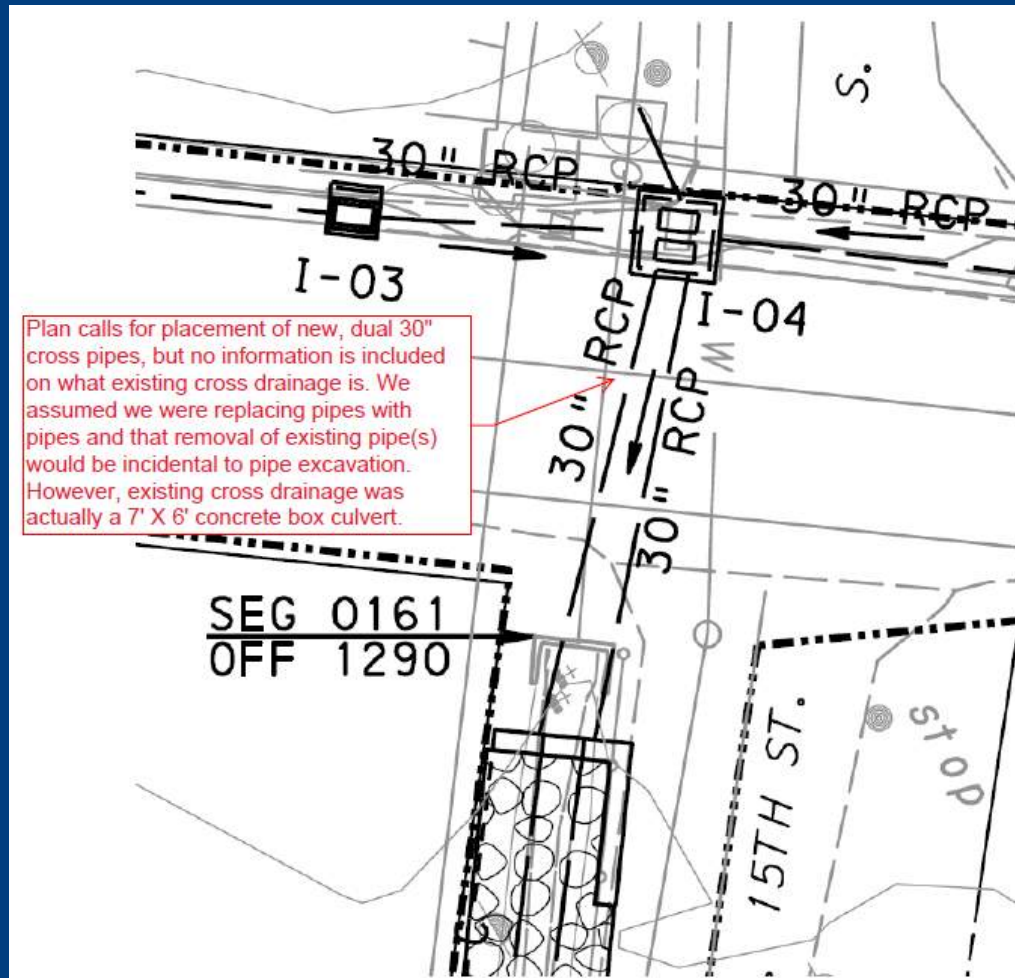 S.
30" RCP
30" RCP
I-03
I-04
Plan calls for placement of new, dual 30"
cross pipes, but no information is included
on what existing cross drainage is. We
assumed we were replacing pipes with
pipes and that removal of existing pipe(s)
would be incidental to pipe excavation.
However, existing cross drainage was
actually a 7' X 6' concrete box culvert.
30" RCP
W
30" RCP
SEG 0161
OFF 1290
15TH ST.
stop